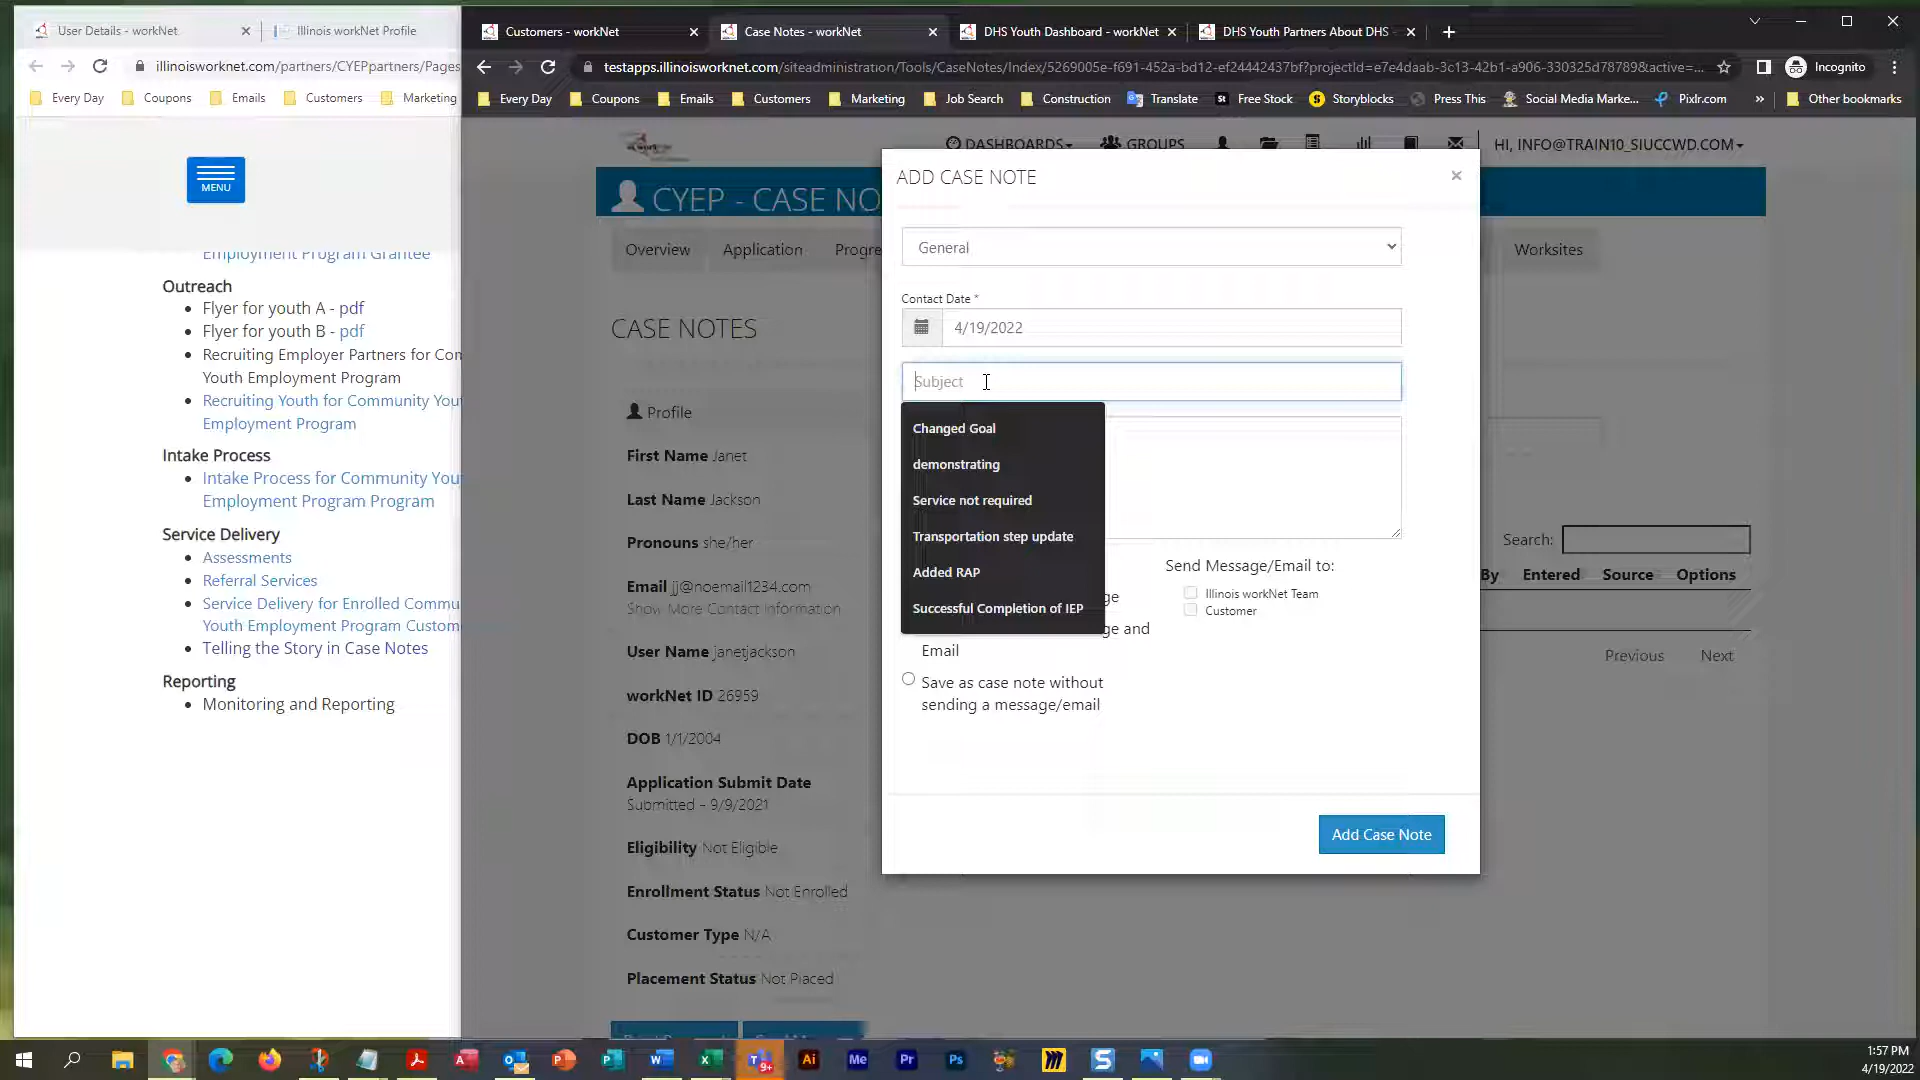 User Details - workNet
Illinois workNet Profile
illinoisworknet.com/partners/CYEPpartners/Pages
Every Day
Coupons
Emails
Customers
Marketing
MENU
Employment Program Grantee
Outreach
Flyer for youth A - pdf
Flyer for youth B - pdf
Recruiting Employer Partners for Com
Youth Employment Program
Recruiting Youth for Community You
Employment Program
Intake Process
Intake Process for Community You
Employment Program Program
Service Delivery
Assessments
Referral Services
Service Delivery for Enrolled Commu
Youth Employment Program Custom
Telling the Story in Case Notes
Reporting
Monitoring and Reporting
Customers - workNet
Case Notes - workNet
DHS Youth Dashboard - workNet
DHS Youth Partners About DHS -
testapps.illinoisworknet.com/siteadministration/Tools/CaseNotes/Index/5269005e-f691-452a-bd12-ef24442437bf?projectId=e7e4daab-3c13-42b1-a906-330325d78789&active=...
Incognito
Every Day
Coupons
Emails
Customers
Marketing
Job Search
Construction
Translate
Free Stock
Storyblocks
Press This
Social Media Marke...
Pixlr.com
»
Other bookmarks
DASHBOARDS
GROUPS
HI, INFO@TRAIN10_SIUCCWD.COM
CYEP - CASE NO
Overview
Application
Progre
Worksites
CASE NOTES
Profile
First Name Janet
Last Name Jackson
Pronouns she/her
Email jj@noemail1234.com
Show More Contact Information
User Name janetjackson
workNet ID 26959
DOB 1/1/2004
Application Submit Date
Submitted - 9/9/2021
Eligibility Not Eligible
Enrollment Status Not Enrolled
Customer Type N/A
Placement Status Not Placed
Search:
By
Entered
Source
Options
Previous
Next
ADD CASE NOTE
×
General
Contact Date *
4/19/2022
Subject
Changed Goal
demonstrating
Service not required
Transportation step update
Added RAP
Successful Completion of IEP
ge
ge and
Email
Save as case note without
sending a message/email
Send Message/Email to:
Illinois workNet Team
Customer
Add Case Note
9+
Ai
Me
Pr
Ps
1:57 PM
4/19/2022